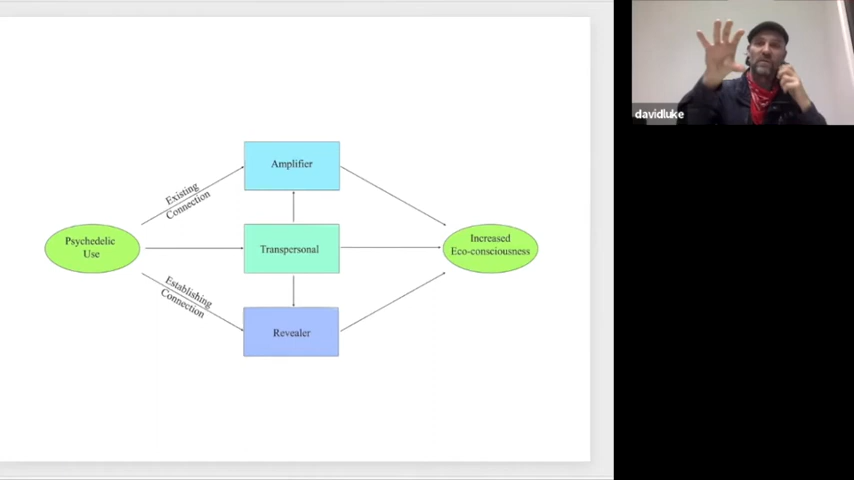 Amplifier
Existing
Connection
Psychedelic
Use
Transpersonal
Increased
Eco-consciousness
Establishing
Connection
Revealer
davidluke